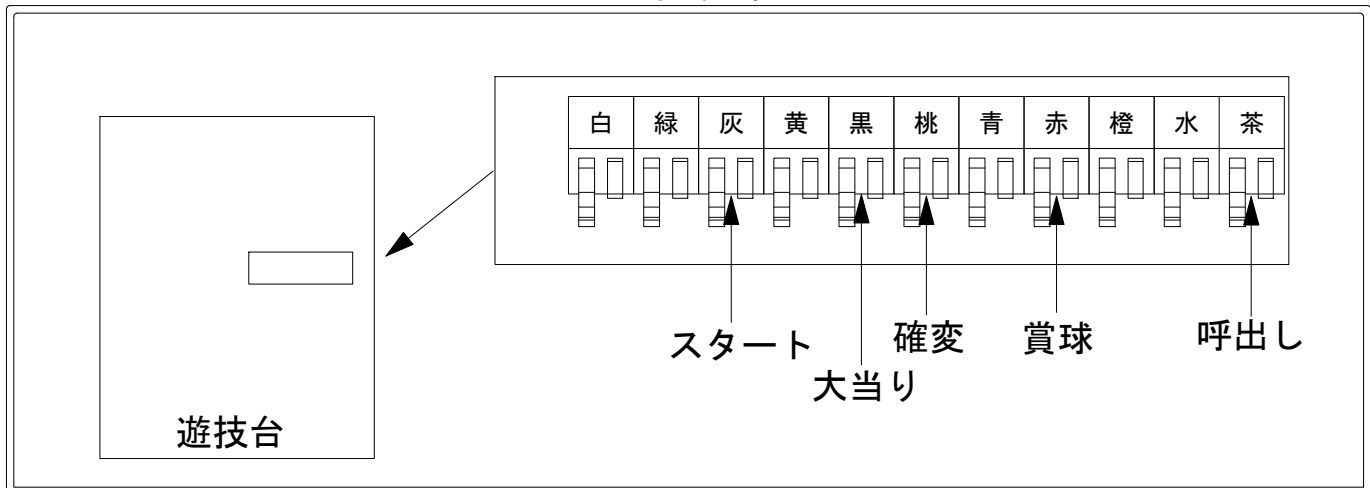 白 緑 灰 黄 黒 桃 青 赤 橙 水 茶
スタート
大当り
確変
賞球
呼出し
遊技台